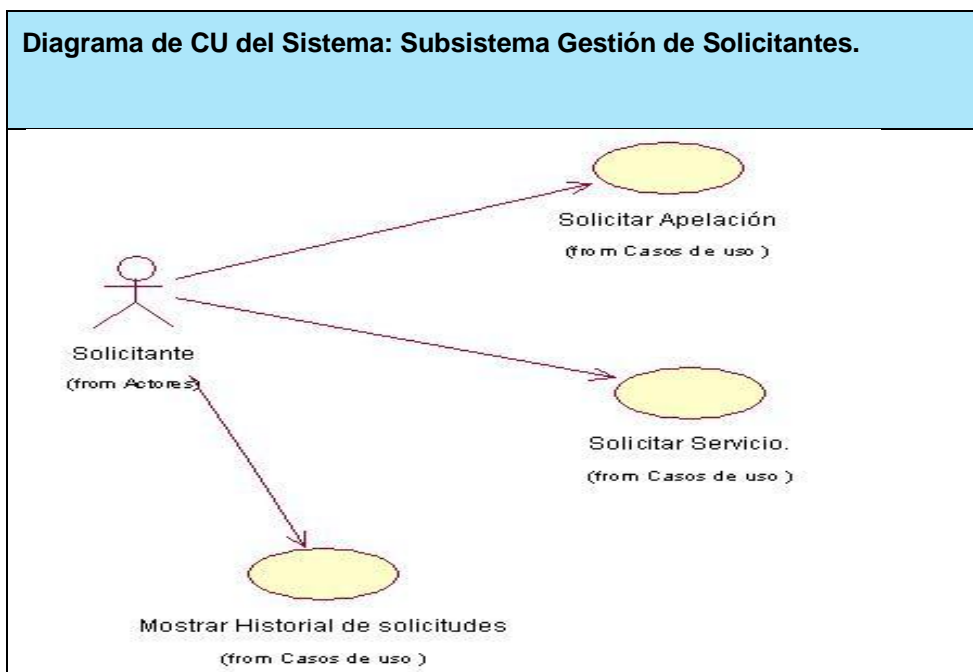 Diagrama de CU del Sistema: Subsistema Gestión de Solicitantes.
Solicitar Apelación
(from Casos de uso )
Solicitante
(from Actores)
Solicitar Servicio.
(from Casos de uso )
Mostrar Historial de solicitudes
(from Casos de uso )